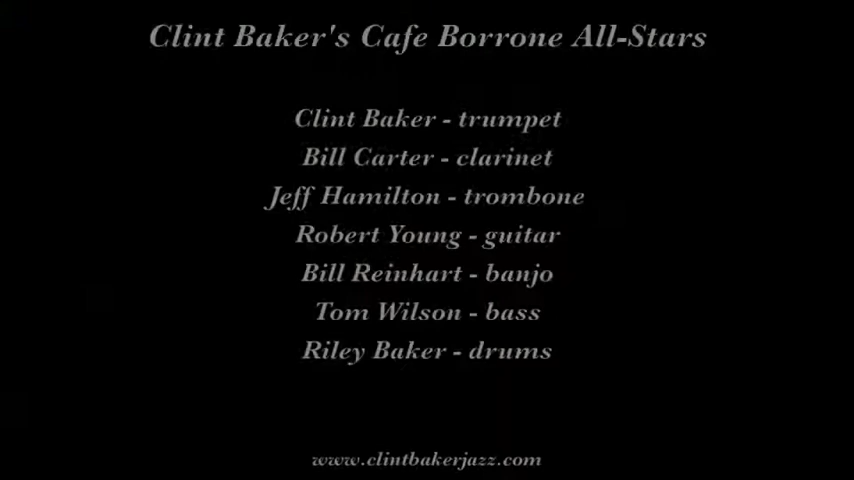 Clint Baker's Cafe Borrone All-Stars
Clint Baker - trumpet
Bill Carter - clarinet
Jeff Hamilton - trombone
Robert Young - guitar
Bill Reinhart - banjo
Tom Wilson - bass
Riley Baker - drums
www.clintbakerjazz.com